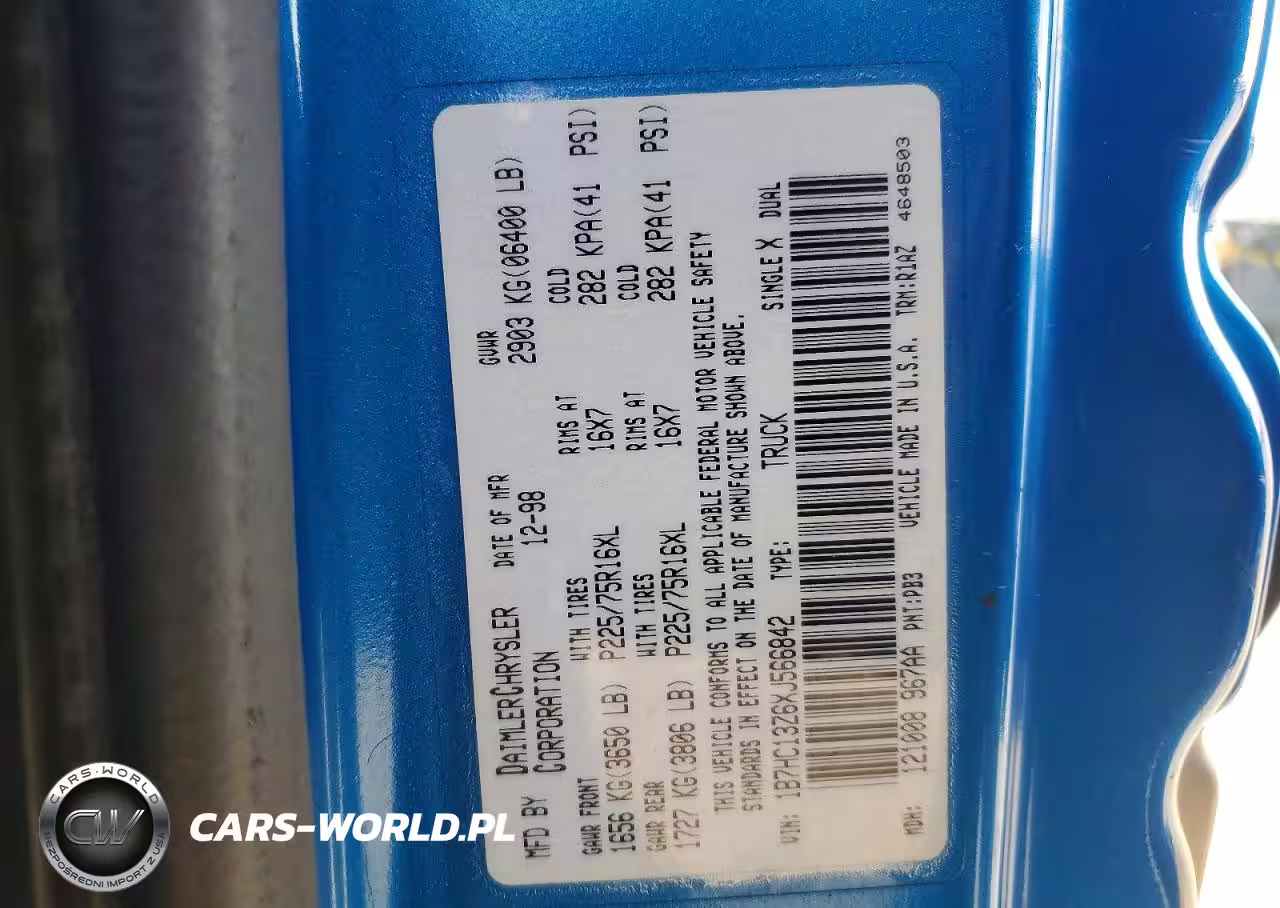 MFD BY DAIMLERCHRYSLER CORPORATION
DATE OF MFR 12-98
GVWR 2903 KG(06400 LB)
GAWR FRONT WITH TIRES RIMS AT COLD
1656 KG(3650 LB) P225/75R16XL 16X7 282 KPA(41 PSI)
GAWR REAR WITH TIRES RIMS AT COLD
1727 KG(3806 LB) P225/75R16XL 16X7 282 KPA(41 PSI)
THIS VEHICLE CONFORMS TO ALL APPLICABLE FEDERAL MOTOR VEHICLE SAFETY
STANDARDS IN EFFECT ON THE DATE OF MANUFACTURE SHOWN ABOVE.
VIN: 1B7HC13Z6XJ566842 TYPE: TRUCK SINGLE X DUAL
MDH: 121008 967AA PNT:PB3 VEHICLE MADE IN U.S.A. TRM:R1AZ 4648503
CARS-WORLD
CW
BEZPOŚREDNI IMPORT Z USA
CARS-WORLD.PL